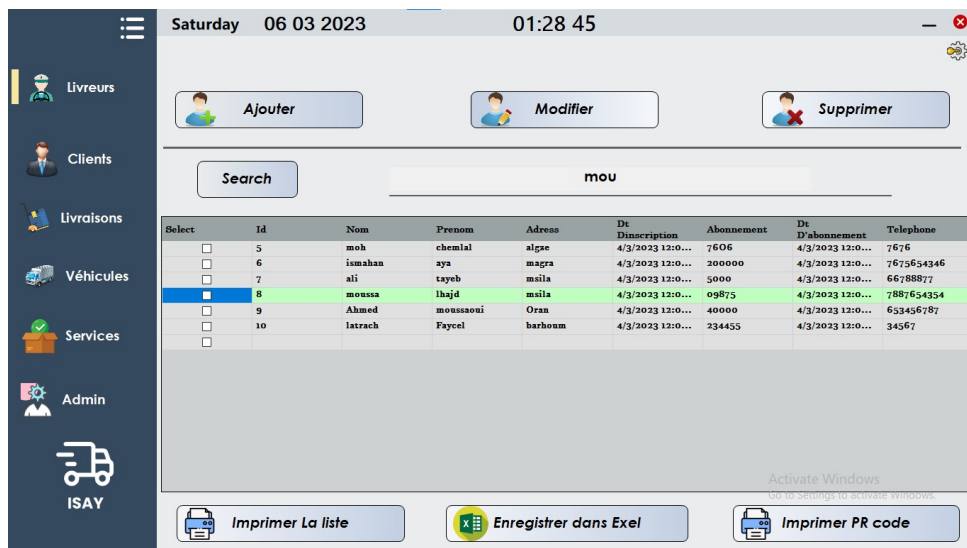 Saturday 06 03 2023 01:28 45
Livreurs
Clients
Livraisons
Véhicules
Services
Admin
ISAY
Ajouter Modifier Supprimer
Search mou
Select Id Nom Prenom Adress Dt Dinscription Abonnement Dt D'abonnement Telephone
5 moh chemlal algze 4/3/2023 12:0... 7606 4/3/2023 12:0... 7676
6 ismahan aya magra 4/3/2023 12:0... 200000 4/3/2023 12:0... 7675654346
7 ali tayeb msila 4/3/2023 12:0... 5000 4/3/2023 12:0... 66788877
8 moussa lhajd msila 4/3/2023 12:0... 09875 4/3/2023 12:0... 7887654354
9 Ahmed moussaoui Oran 4/3/2023 12:0... 40000 4/3/2023 12:0... 653456787
10 latrach Faycel barhoum 4/3/2023 12:0... 234455 4/3/2023 12:0... 34567
Activate Windows
Go to Settings to activate Windows.
Imprimer La liste Enregistrer dans Exel Imprimer PR code